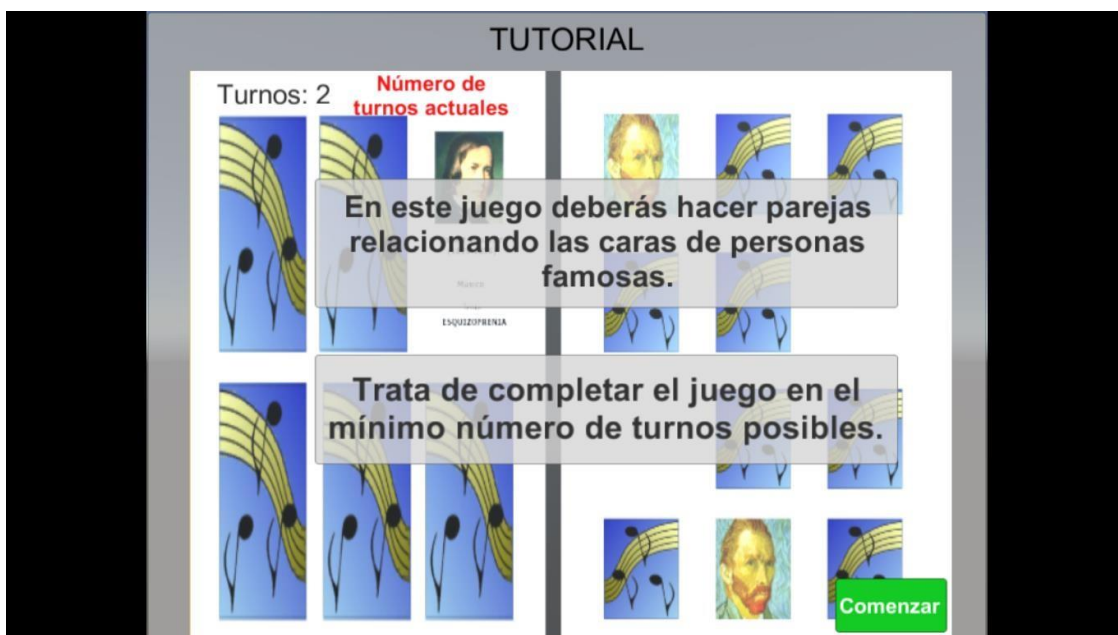 TUTORIAL
Turnos: 2
Número de
turnos actuales
En este juego deberás hacer parejas
relacionando las caras de personas
famosas.
ESQUIZOFRENIA
Trata de completar el juego en el
mínimo número de turnos posibles.
Comenzar